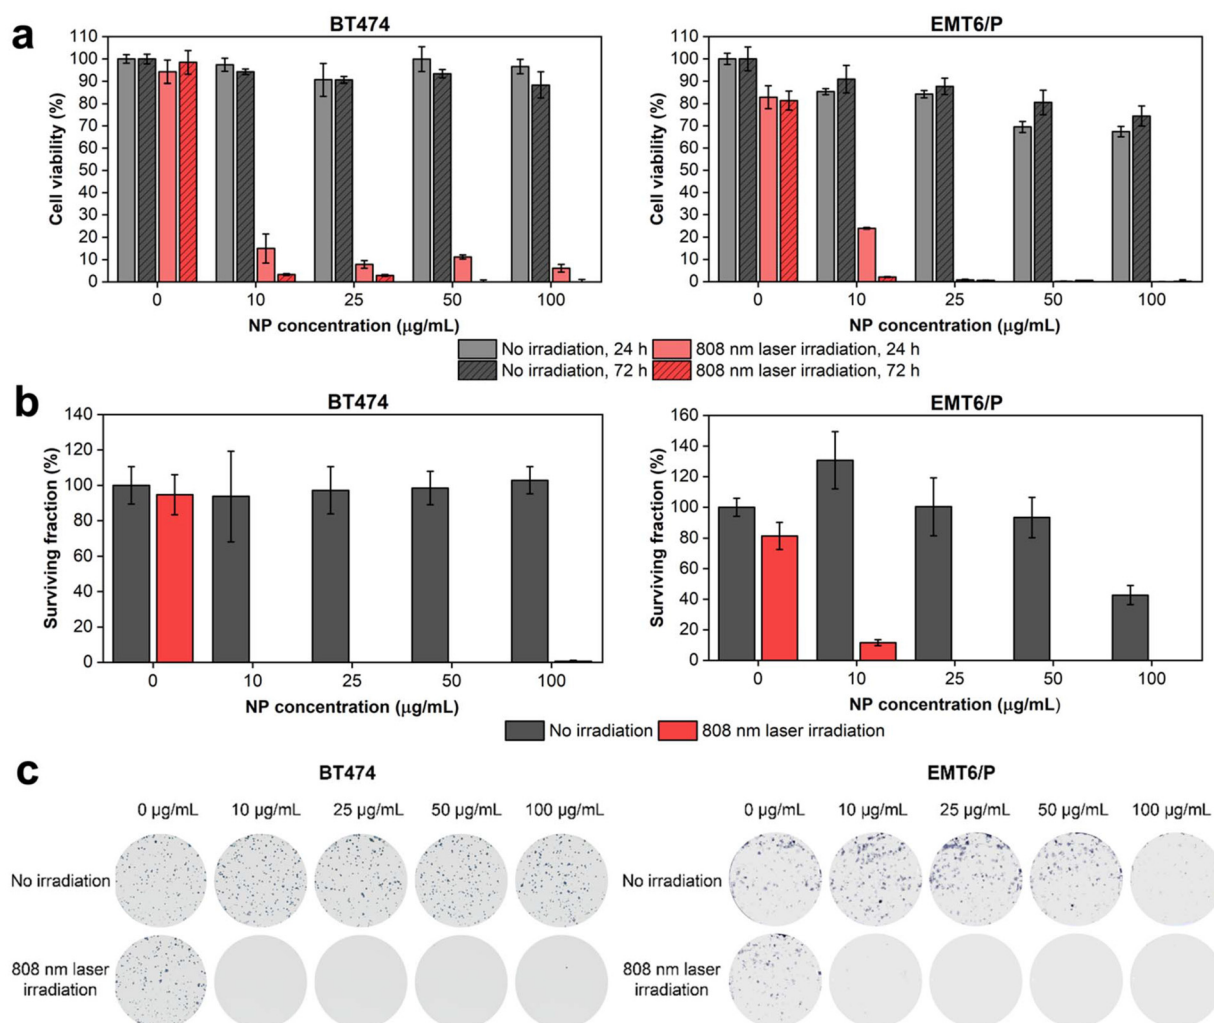 a
BT474
EMT6/P
110
100
90
80
70
60
50
40
30
20
10
0
Cell viability (%)
0 10 25 50 100
NP concentration (μg/mL)
110
100
90
80
70
60
50
40
30
20
10
0
Cell viability (%)
0 10 25 50 100
NP concentration (μg/mL)
No irradiation, 24 h 808 nm laser irradiation, 24 h
No irradiation, 72 h 808 nm laser irradiation, 72 h
b
BT474
EMT6/P
140
120
100
80
60
40
20
0
Surviving fraction (%)
0 10 25 50 100
NP concentration (μg/mL)
160
140
120
100
80
60
40
20
0
Surviving fraction (%)
0 10 25 50 100
NP concentration (μg/mL)
No irradiation 808 nm laser irradiation
c
BT474
EMT6/P
0 μg/mL 10 μg/mL 25 μg/mL 50 μg/mL 100 μg/mL
0 μg/mL 10 μg/mL 25 μg/mL 50 μg/mL 100 μg/mL
No irradiation
No irradiation
808 nm laser
irradiation
808 nm laser
irradiation